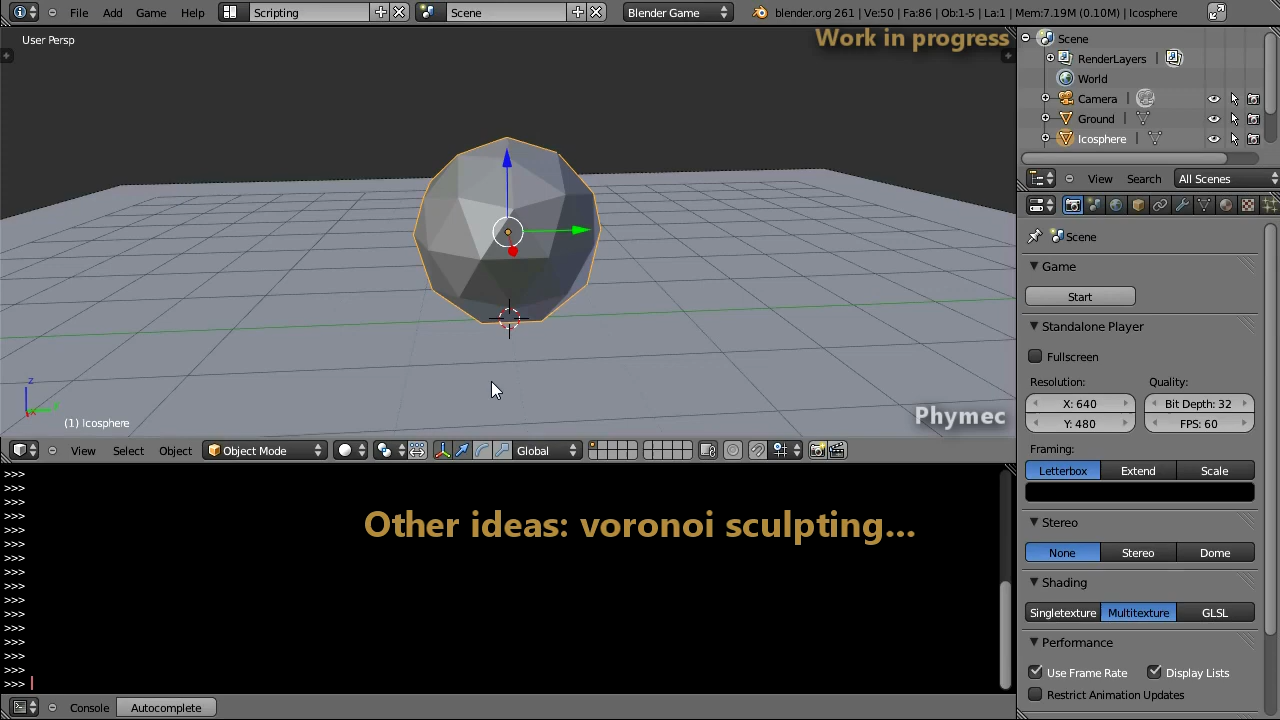 File Add Game Help Scripting Scene Blender Game blender.org 261 | Ve:50 | Fa:86 | Ob:1-5 | La:1 | Mem:7.19M (0.10M) | Icosphere
User Persp
Work in progress
Scene
RenderLayers |
World
Camera |
Ground |
Icosphere |
View Search All Scenes
Scene
Game
Start
Standalone Player
Fullscreen
Resolution: Quality:
X: 640 Bit Depth: 32
Y: 480 FPS: 60
Framing:
Letterbox Extend Scale
Stereo
None Stereo Dome
Shading
Singletexture Multitexture GLSL
Performance
Use Frame Rate Display Lists
Restrict Animation Updates
z
(1) Icosphere
Phymec
View Select Object Object Mode Global
>>>
>>>
>>>
>>>
Other ideas: voronoi sculpting...
>>>
>>>
>>>
>>>
>>>
>>>
>>>
>>>
>>>
>>>
>>>
>>>
Console Autocomplete